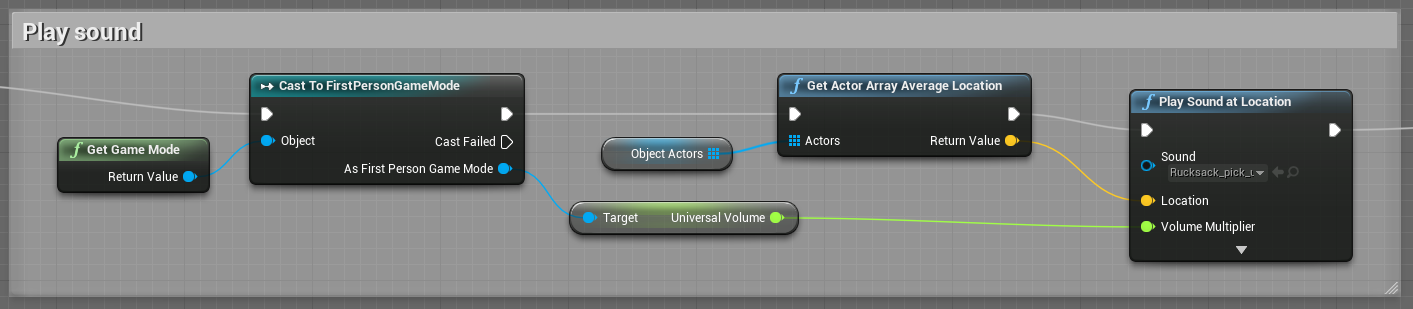 Play sound
Get Game Mode
Return Value
Cast To FirstPersonGameMode
Object
Cast Failed
As First Person Game Mode
Object Actors
Target
Universal Volume
Get Actor Array Average Location
Actors
Return Value
Play Sound at Location
Sound
Rucksack_pick_
Location
Volume Multiplier